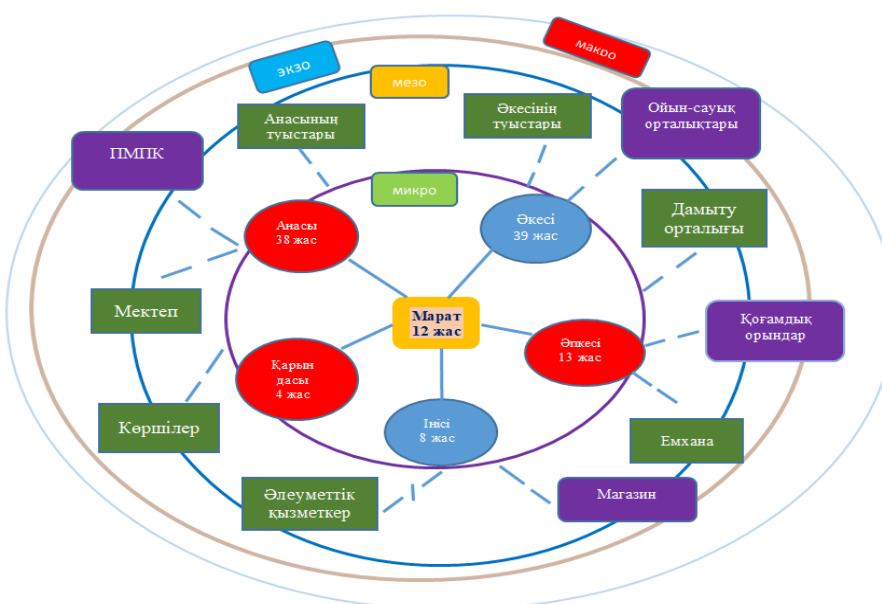 макро
экзо
мезо
Анасының
туыстары
Әкесінің
туыстары
Ойын-сауық
орталықтары
ПМПК
микро
Дамыту
орталығы
Анасы
38 жас
Әкесі
39 жас
Мектеп
Марат
12 жас
Қоғамдық
орындар
Әпкесі
13 жас
Қарын
дасы
4 жас
Көршілер
Інісі
8 жас
Емхана
Әлеуметтік
қызметкер
Магазин